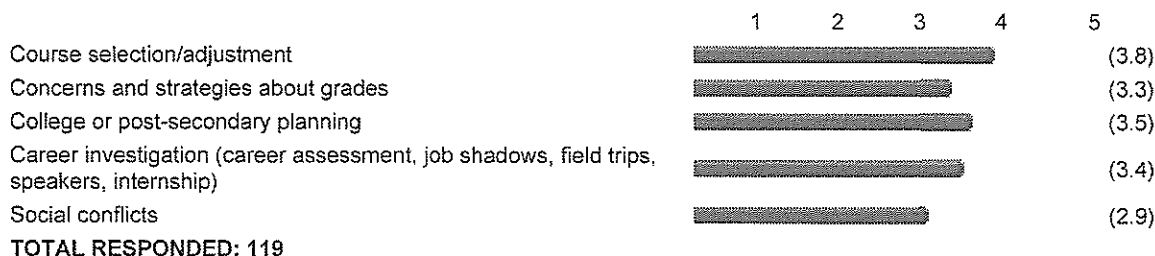 1 2 3 4 5
Course selection/adjustment (3.8)
Concerns and strategies about grades (3.3)
College or post-secondary planning (3.5)
Career investigation (career assessment, job shadows, field trips,
speakers, internship) (3.4)
Social conflicts (2.9)
TOTAL RESPONDED: 119